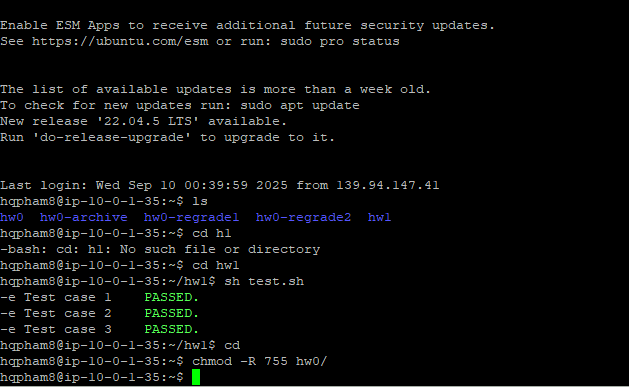 Enable ESM Apps to receive additional future security updates.
See https://ubuntu.com/esm or run: sudo pro status
The list of available updates is more than a week old.
To check for new updates run: sudo apt update
New release '22.04.5 LTS' available.
Run 'do-release-upgrade' to upgrade to it.
Last login: Wed Sep 10 00:39:59 2025 from 139.94.147.41
hqpham8@ip-10-0-1-35:~$ ls
hw0  hw0-archive  hw0-regrade1  hw0-regrade2  hw1
hqpham8@ip-10-0-1-35:~$ cd h1
-bash: cd: h1: No such file or directory
hqpham8@ip-10-0-1-35:~$ cd hw1
hqpham8@ip-10-0-1-35:~/hw1$ sh test.sh
-e Test case 1    PASSED.
-e Test case 2    PASSED.
-e Test case 3    PASSED.
hqpham8@ip-10-0-1-35:~/hw1$ cd
hqpham8@ip-10-0-1-35:~$ chmod -R 755 hw0/
hqpham8@ip-10-0-1-35:~$